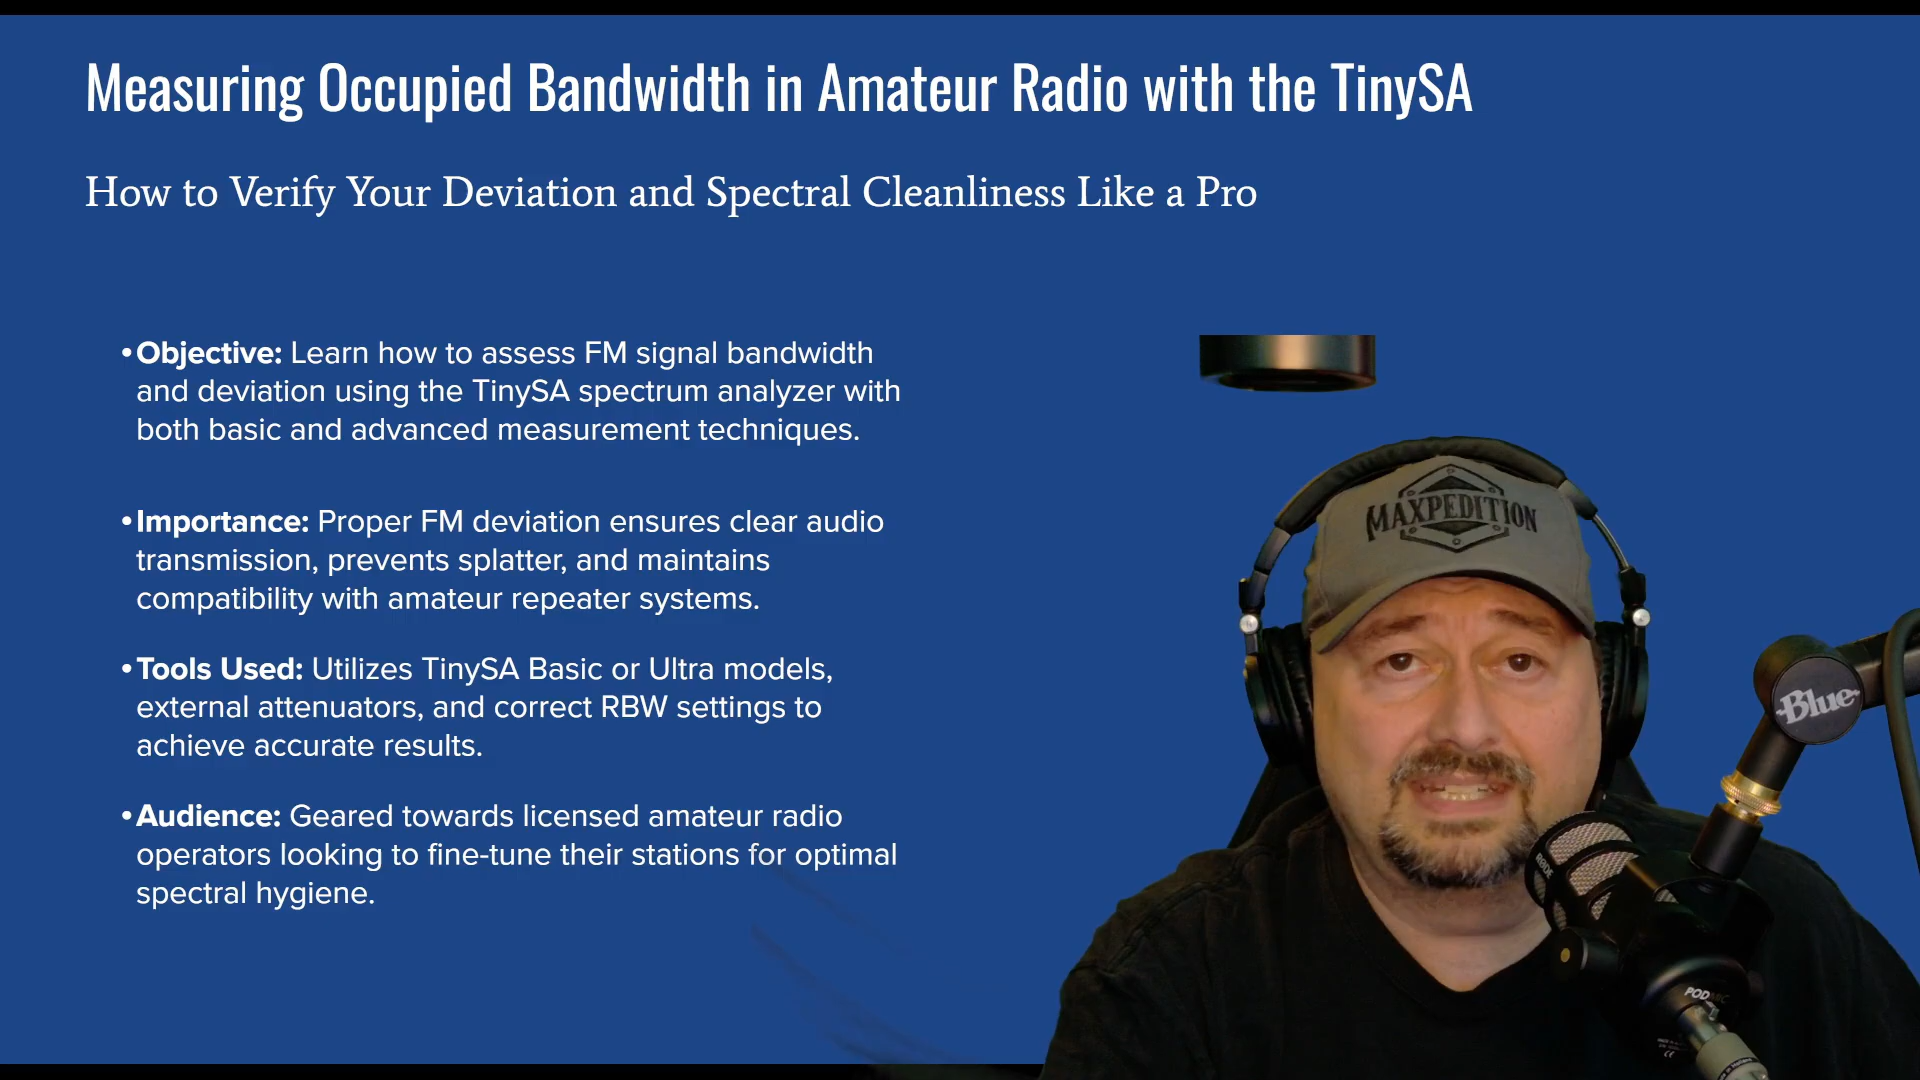 Measuring Occupied Bandwidth in Amateur Radio with the TinySA
How to Verify Your Deviation and Spectral Cleanliness Like a Pro
•Objective: Learn how to assess FM signal bandwidth
and deviation using the TinySA spectrum analyzer with
both basic and advanced measurement techniques.
•Importance: Proper FM deviation ensures clear audio
transmission, prevents splatter, and maintains
compatibility with amateur repeater systems.
•Tools Used: Utilizes TinySA Basic or Ultra models,
external attenuators, and correct RBW settings to
achieve accurate results.
•Audience: Geared towards licensed amateur radio
operators looking to fine-tune their stations for optimal
spectral hygiene.
MAXPEDITION
Blue
RODE